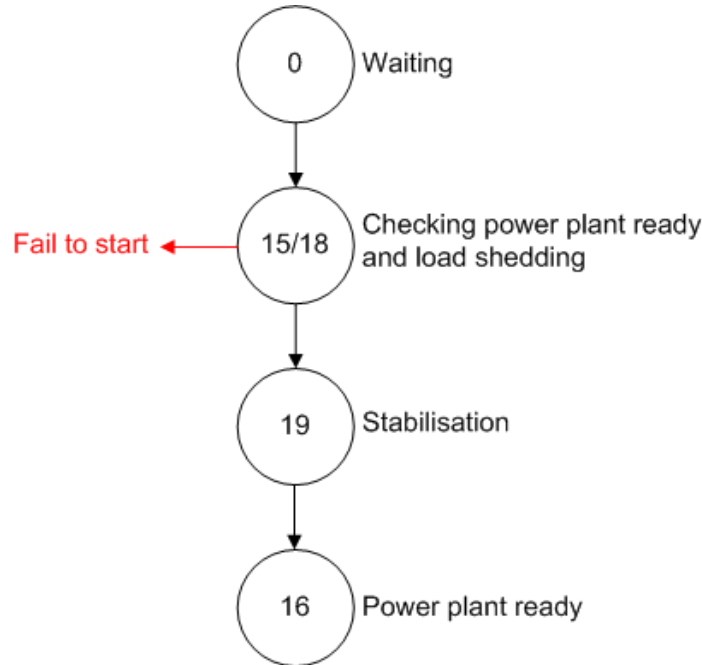 0
Waiting
15/18
Checking power plant ready
and load shedding
Fail to start
19
Stabilisation
16
Power plant ready